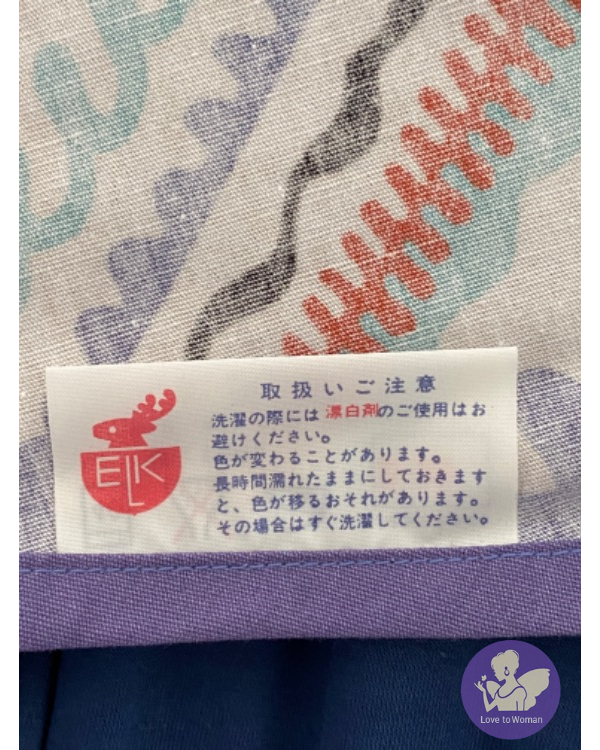 取扱いご注意
洗濯の際には漂白剤のご使用はお
避けください。
色が変わることがあります。
長時間濡れたままにしておきます
と、色が移るおそれがあります。
その場合はすぐ洗濯してください。
ELK
Love to Woman